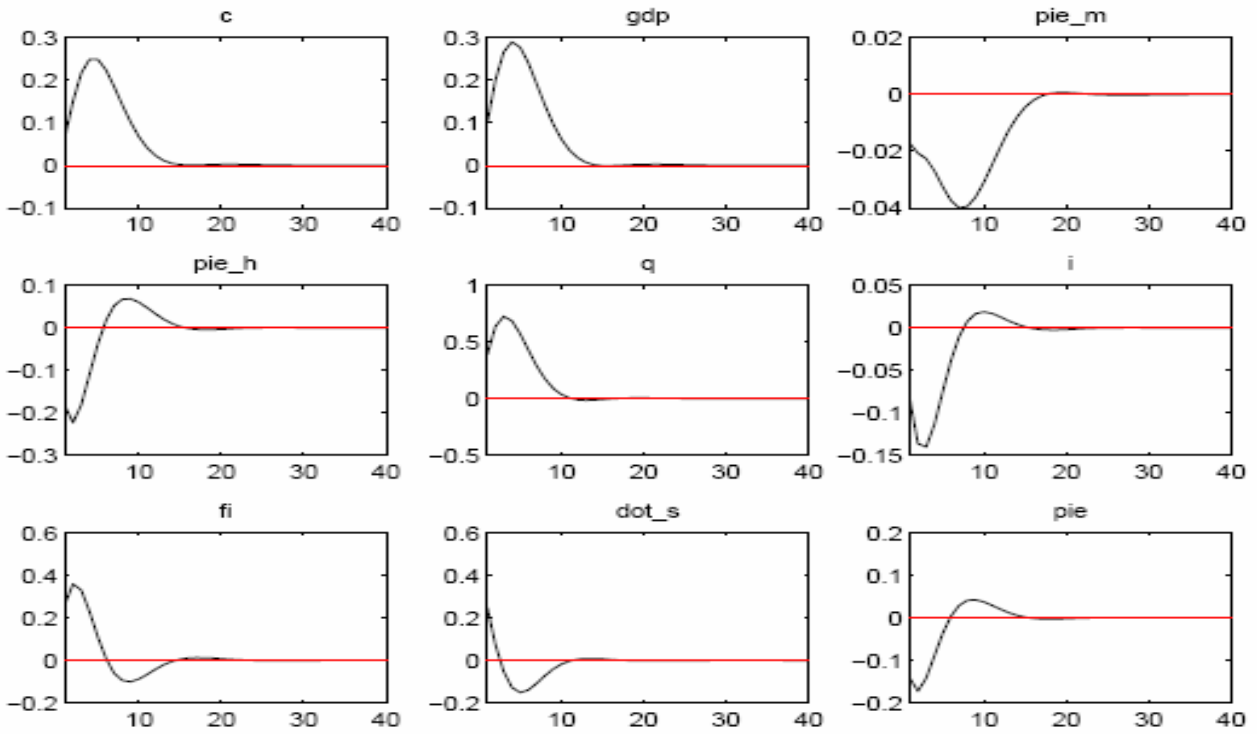 c gdp pie_m
0.3 0.3 0.02
0.2 0.2 0
0.1 0.1 −0.02
0 0
−0.1 −0.1 −0.04
10 20 30 40 10 20 30 40 10 20 30 40
pie_h q i
0.1 1 0.05
0 0.5 0
−0.1 −0.05
−0.2 0 −0.1
−0.3 −0.5 −0.15
10 20 30 40 10 20 30 40 10 20 30 40
fi dot_s pie
0.6 0.6 0.2
0.4 0.4 0.1
0.2 0.2 0
0 0 −0.1
−0.2 −0.2 −0.2
10 20 30 40 10 20 30 40 10 20 30 40